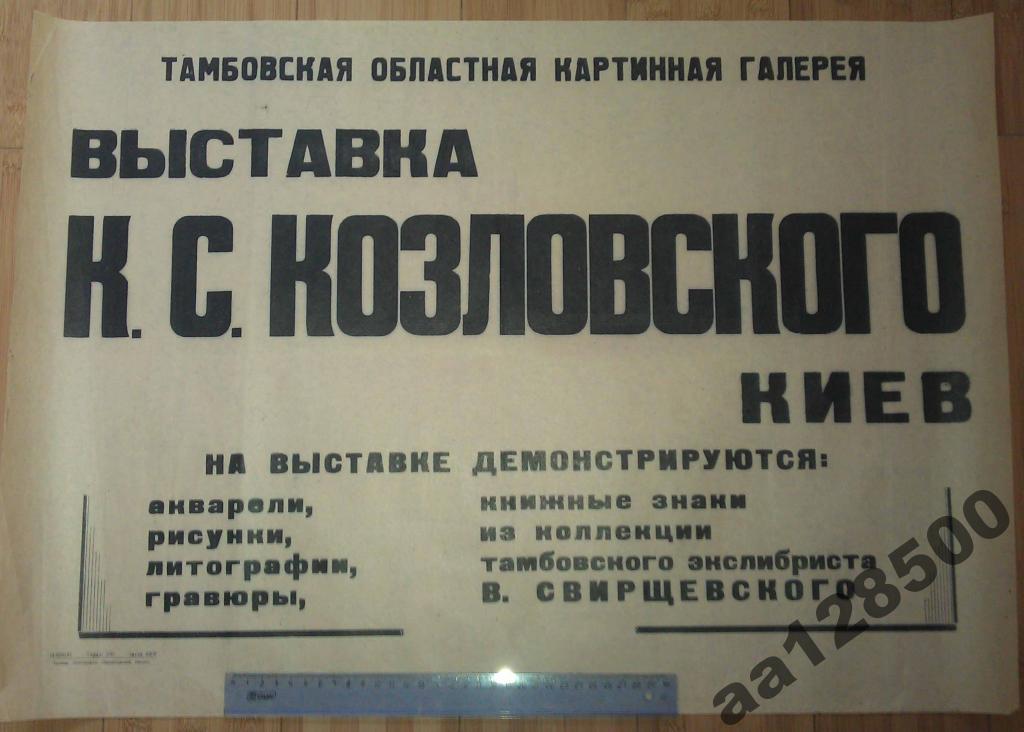 ТАМБОВСКАЯ ОБЛАСТНАЯ КАРТИННАЯ ГАЛЕРЕЯ
ВЫСТАВКА
К. С. КОЗЛОВСКОГО
КИЕВ
НА ВЫСТАВКЕ ДЕМОНСТРИРУЮТСЯ:
акварели,
рисунки,
литографии,
гравюры,
книжные знаки
из коллекции
тамбовского экслибриста
В. СВИРЩЕВСКОГО
aa128500